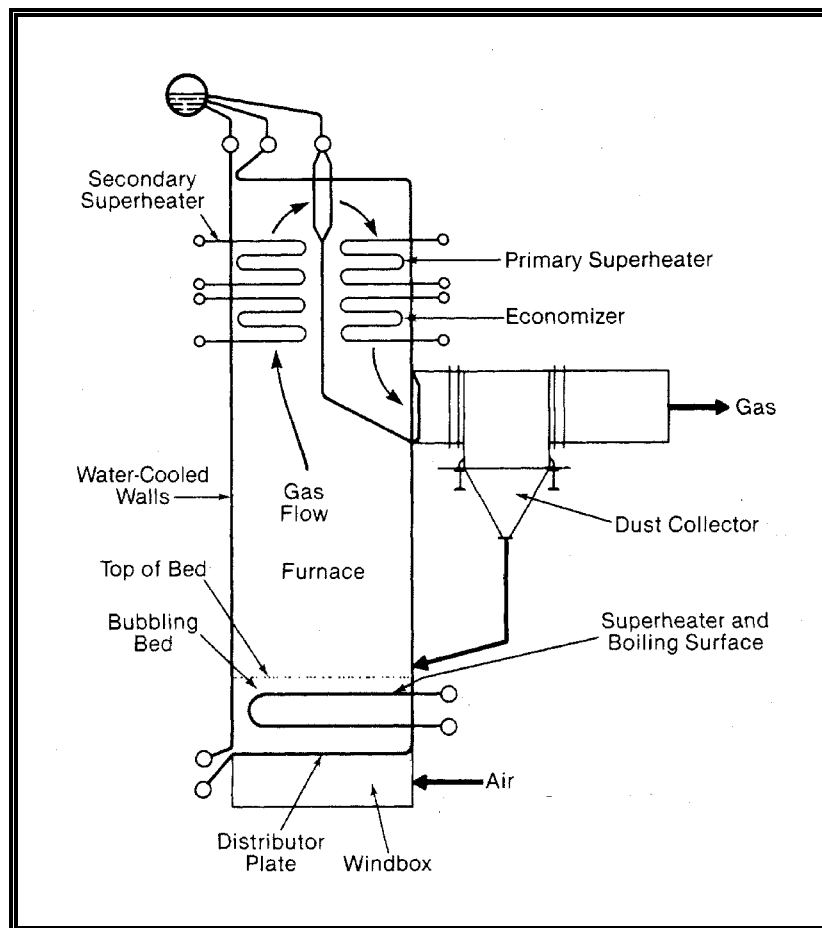 Secondary
Superheater
Primary Superheater
Economizer
Gas
Water-Cooled
Walls
Gas
Flow
Dust Collector
Furnace
Top of Bed
Bubbling
Bed
Superheater and
Boiling Surface
Air
Distributor
Plate
Windbox